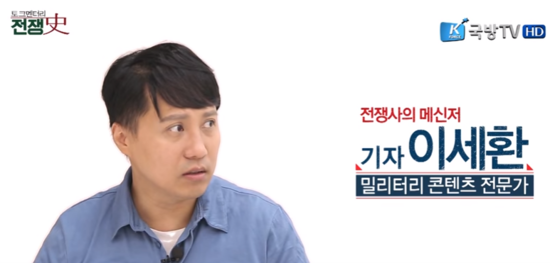 토크멘터리
전쟁史
K
국방TV HD
전쟁사의 메신저
기자 이세환
밀리터리 콘텐츠 전문가